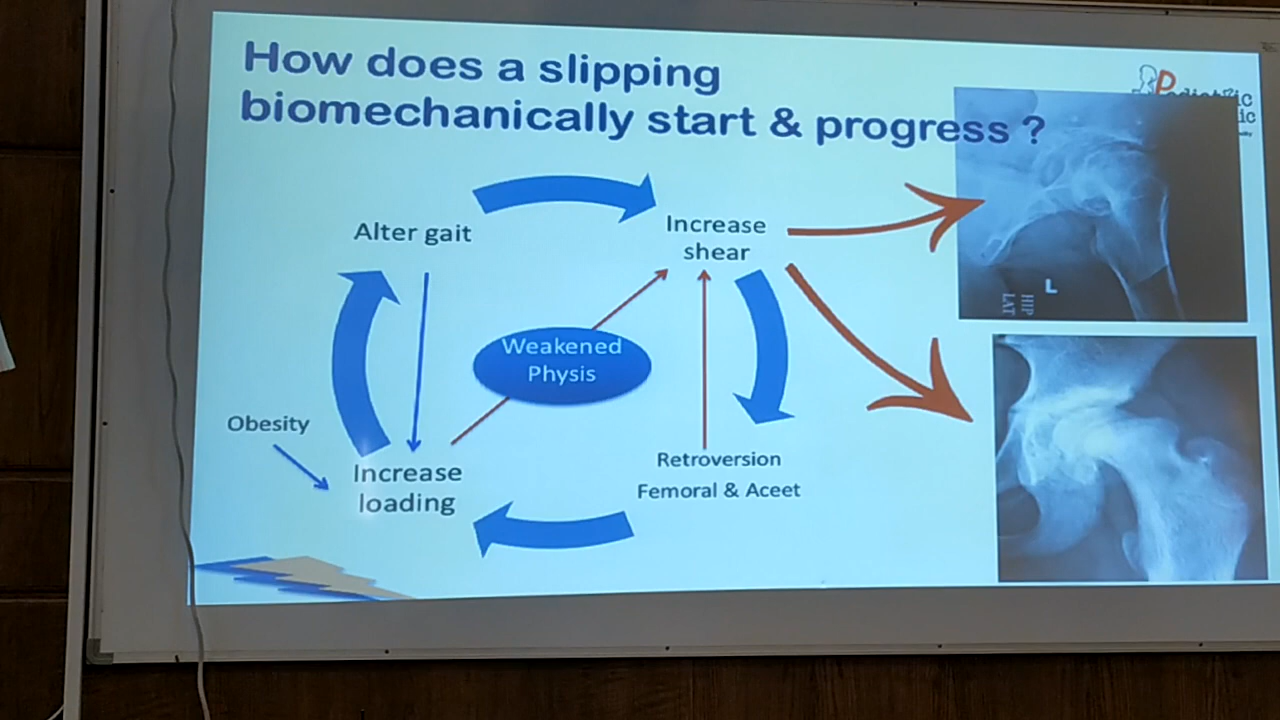 How does a slipping
biomechanically start & progress ?
Alter gait
Increase
shear
Weakened
Physis
Obesity
Increase
loading
Retroversion
Femoral & Aceet
L
HIP
LAT